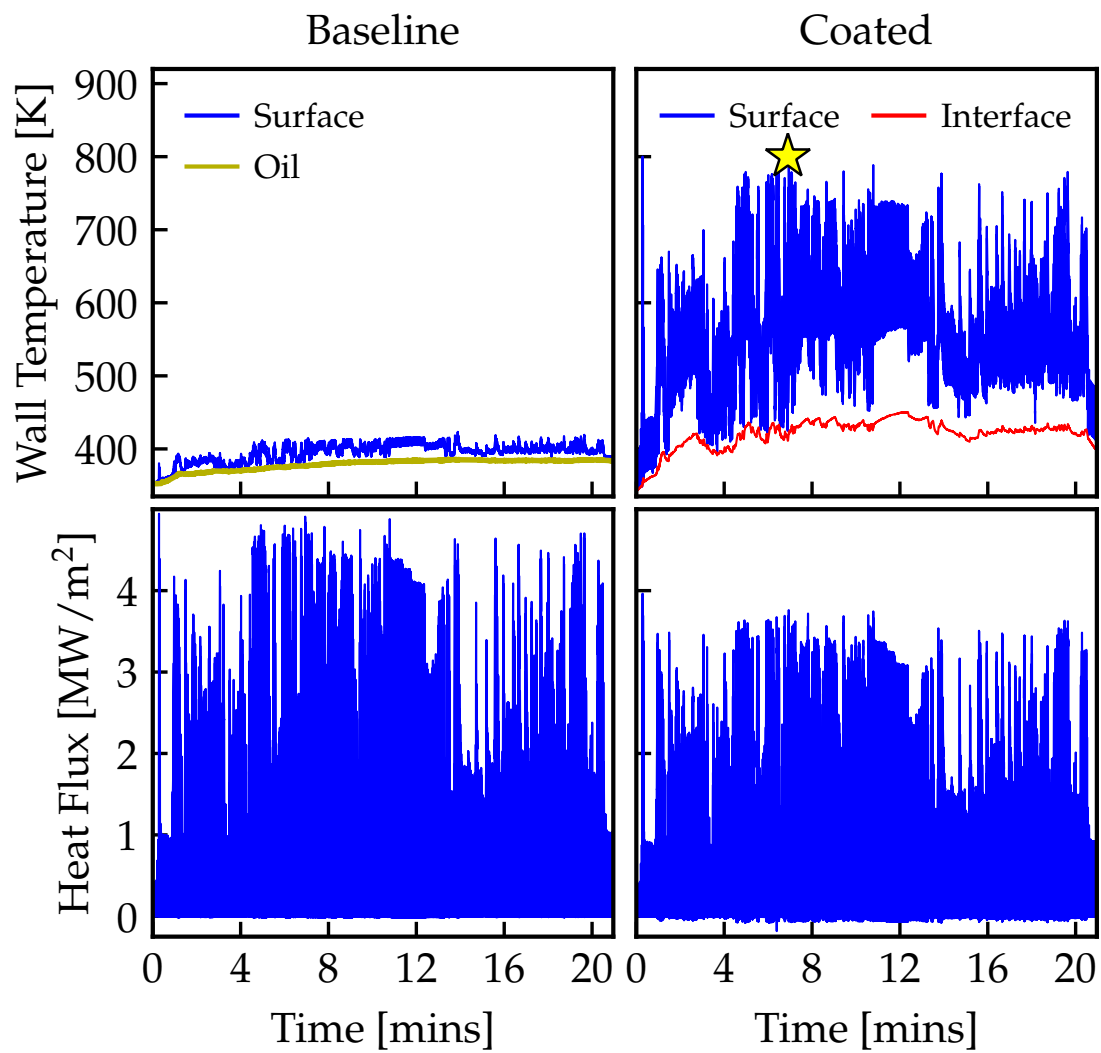 Baseline
Coated
Wall Temperature [K]
900
800
700
600
500
400
Surface
Oil
Surface
Interface
Heat Flux [MW/m²]
4
3
2
1
0
0 4 8 12 16 20
0 4 8 12 16 20
Time [mins]
Time [mins]